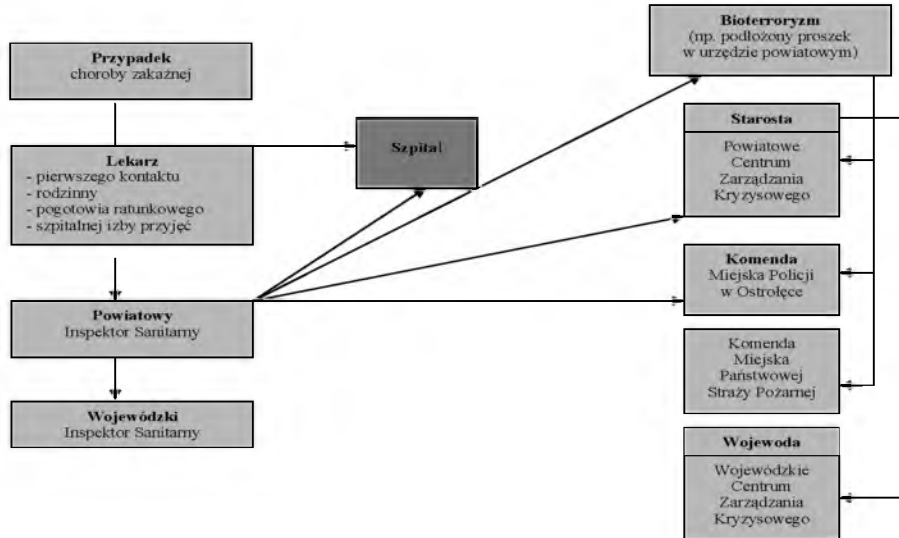 Przypadek
choroby zakaźnej
Lekarz
- pierwszego kontaktu
- rodzinny
- pogotowia ratunkowego
- szpitalnej izby przyjęć
Powiatowy
Inspektor Sanitarny
Wojewódzki
Inspektor Sanitarny
Szpital
Bioterroryzm
(np. podłożony proszek
w urzędzie powiatowym)
Starosta
Powiatowe
Centrum
Zarządzania
Kryzysowego
Komenda
Miejska Policji
w Ostrołęce
Komenda
Miejska
Państwowej
Straży Pożarnej
Wojewoda
Wojewódzkie
Centrum
Zarządzania
Kryzysowego